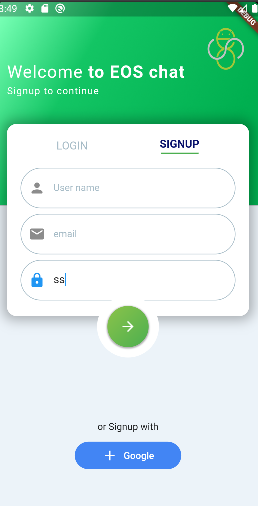 3:49
DEBUG
Welcome to EOS chat
Signup to continue
LOGIN
SIGNUP
User name
email
ss
or Signup with
Google